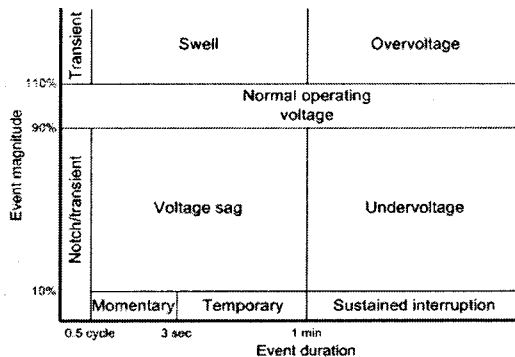 Transient
Swell
Overvoltage
110%
Normal operating
voltage
90%
Event magnitude
Notch/transient
Voltage sag
Undervoltage
10%
Momentary
Temporary
Sustained interruption
0.5 cycle
3 sec
1 min
Event duration